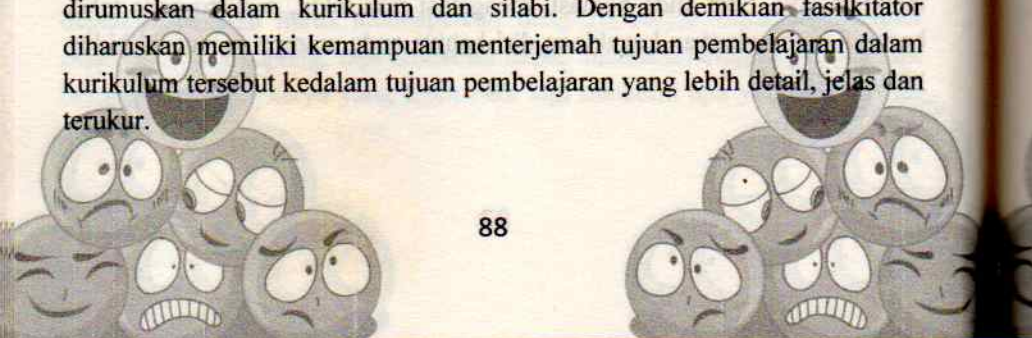 dirumuskan dalam kurikulum dan silabi. Dengan demikian fasilkitator
diharuskan memiliki kemampuan menterjemah tujuan pembelajaran dalam
kurikulum tersebut kedalam tujuan pembelajaran yang lebih detail, jelas dan
terukur.
88